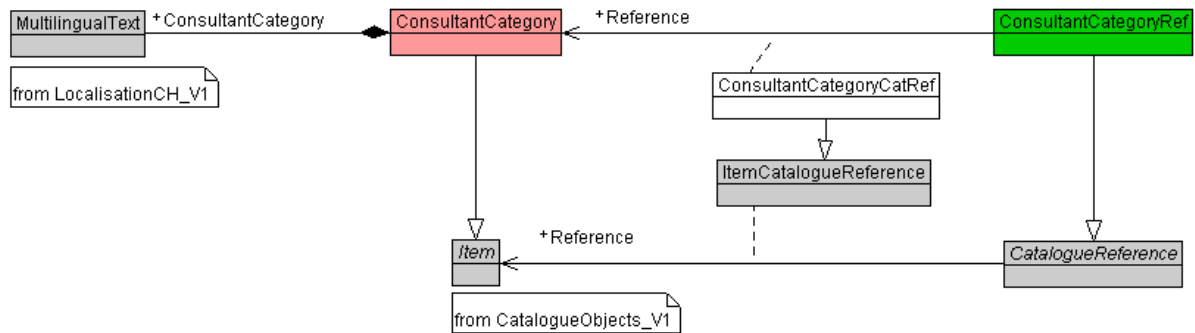 MultilingualText
+ConsultantCategory
ConsultantCategory
+Reference
ConsultantCategoryRef
from LocalisationCH_V1
ConsultantCategoryCatRef
ItemCatalogueReference
Item
+Reference
CatalogueReference
from CatalogueObjects_V1